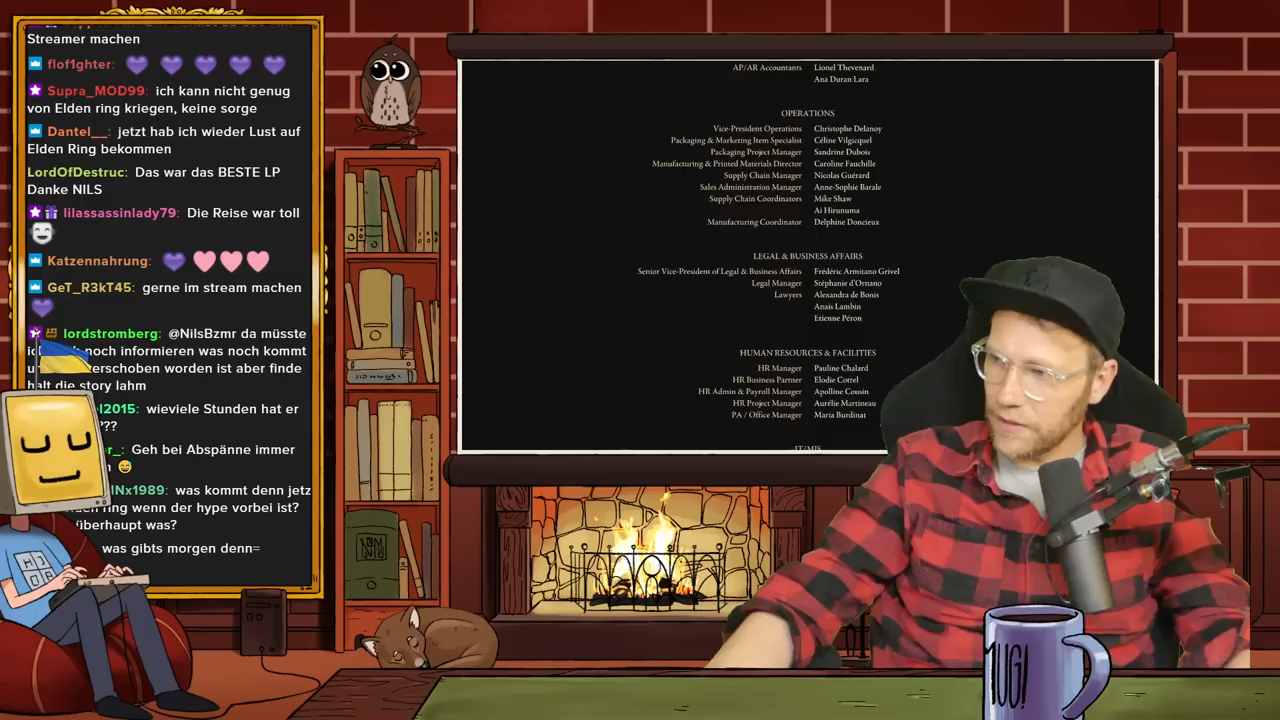 Streamer machen
flof1ghter:
Supra_MOD99: ich kann nicht genug
von Elden ring kriegen, keine sorge
Dantel__: jetzt hab ich wieder Lust auf
Elden Ring bekommen
LordOfDestruc: Das war das BESTE LP
Danke NILS
lilassassinlady79: Die Reise war toll
Katzennahrung:
GeT_R3kT45: gerne im stream machen
lordstromberg: @NilsBzmr da müsste
noch informieren was noch kommt
verschoben worden ist aber finde
halt die story lahm
l2015: wieviele Stunden hat er
???
Geh bei Abspänne immer
Nx1989: was kommt denn jetz
ring wenn der hype vorbei ist?
überhaupt was?
was gibts morgen denn=
AP/AR Accountants Lionel Thevenard
Ana Duran Lara
OPERATIONS
Vice-President Operations Christophe Delanoy
Packaging & Marketing Item Specialist Céline Vilgicquel
Packaging Project Manager Sandrine Dubois
Manufacturing & Printed Materials Director Caroline Fauchille
Supply Chain Manager Nicolas Guérard
Sales Administration Manager Anne-Sophie Barale
Supply Chain Coordinators Mike Shaw
Ai Hirunuma
Manufacturing Coordinator Delphine Doncieux
LEGAL & BUSINESS AFFAIRS
Senior Vice-President of Legal & Business Affairs Frédéric Armitano Grivel
Legal Manager Stéphanie d'Ornano
Lawyers Alexandra de Bonis
Anais Lambin
Etienne Péron
HUMAN RESOURCES & FACILITIES
HR Manager Pauline Chalard
HR Business Partner Elodie Cotrel
HR Admin & Payroll Manager Apolline Cousin
HR Project Manager Aurélie Martineau
PA / Office Manager Maria Burdinat
IT/MIS
MUG!